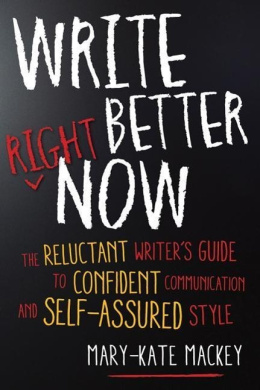 WRITE
BETTER
RIGHT
NOW
THE RELUCTANT WRITER'S GUIDE
TO CONFIDENT COMMUNICATION
AND SELF-ASSURED STYLE
MARY-KATE MACKEY